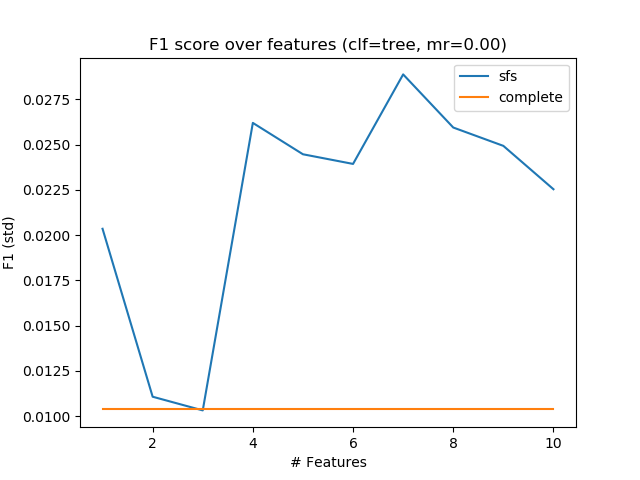 F1 score over features (clf=tree, mr=0.00)
sfs
complete
0.0275
0.0250
0.0225
0.0200
0.0175
0.0150
0.0125
0.0100
F1 (std)
2
4
6
8
10
# Features